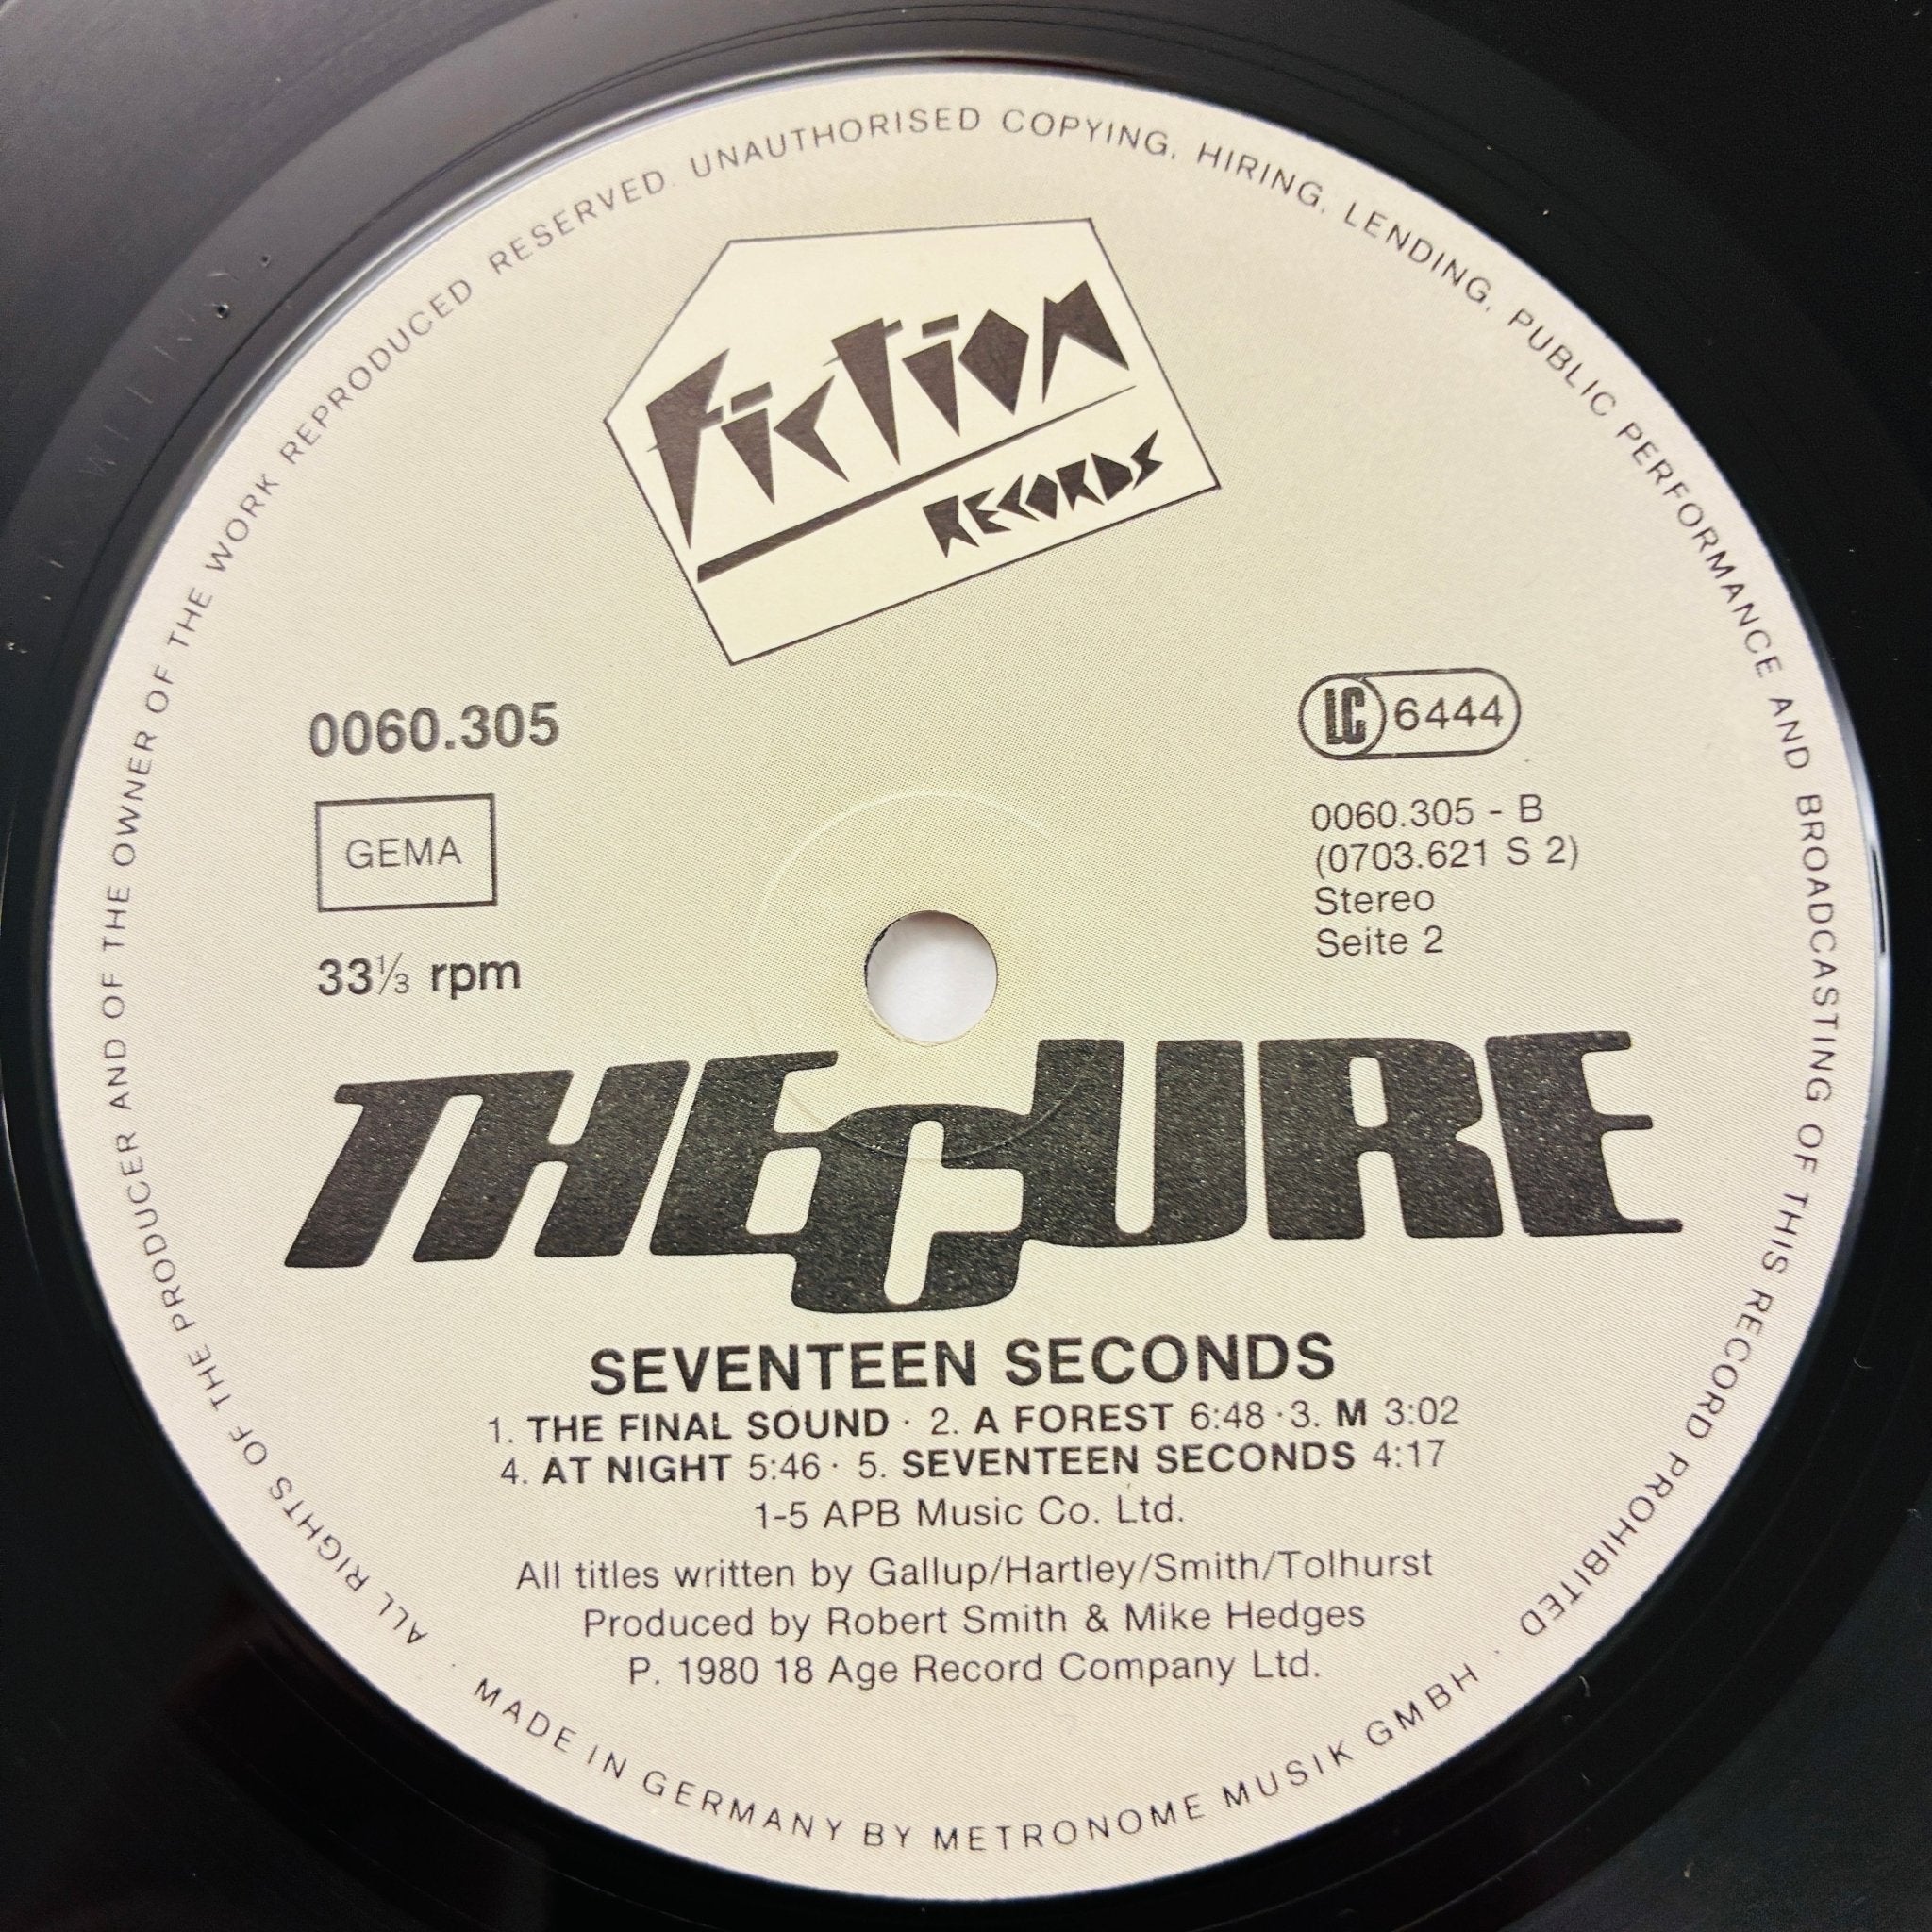 ALL RIGHTS OF THE PRODUCER AND OF THE OWNER OF THE WORK REPRODUCED RESERVED. UNAUTHORISED COPYING, HIRING, LENDING, PUBLIC PERFORMANCE AND BROADCASTING OF THIS RECORD PROHIBITED ·
Fiction
RECORDS
0060.305
GEMA
33⅓ rpm
LC 6444
0060.305 - B
(0703.621 S 2)
Stereo
Seite 2
THE CURE
SEVENTEEN SECONDS
1. THE FINAL SOUND · 2. A FOREST 6:48 · 3. M 3:02
4. AT NIGHT 5:46 · 5. SEVENTEEN SECONDS 4:17
1-5 APB Music Co. Ltd.
All titles written by Gallup/Hartley/Smith/Tolhurst
Produced by Robert Smith & Mike Hedges
P. 1980 18 Age Record Company Ltd.
· MADE IN GERMANY BY METRONOME MUSIK GMBH